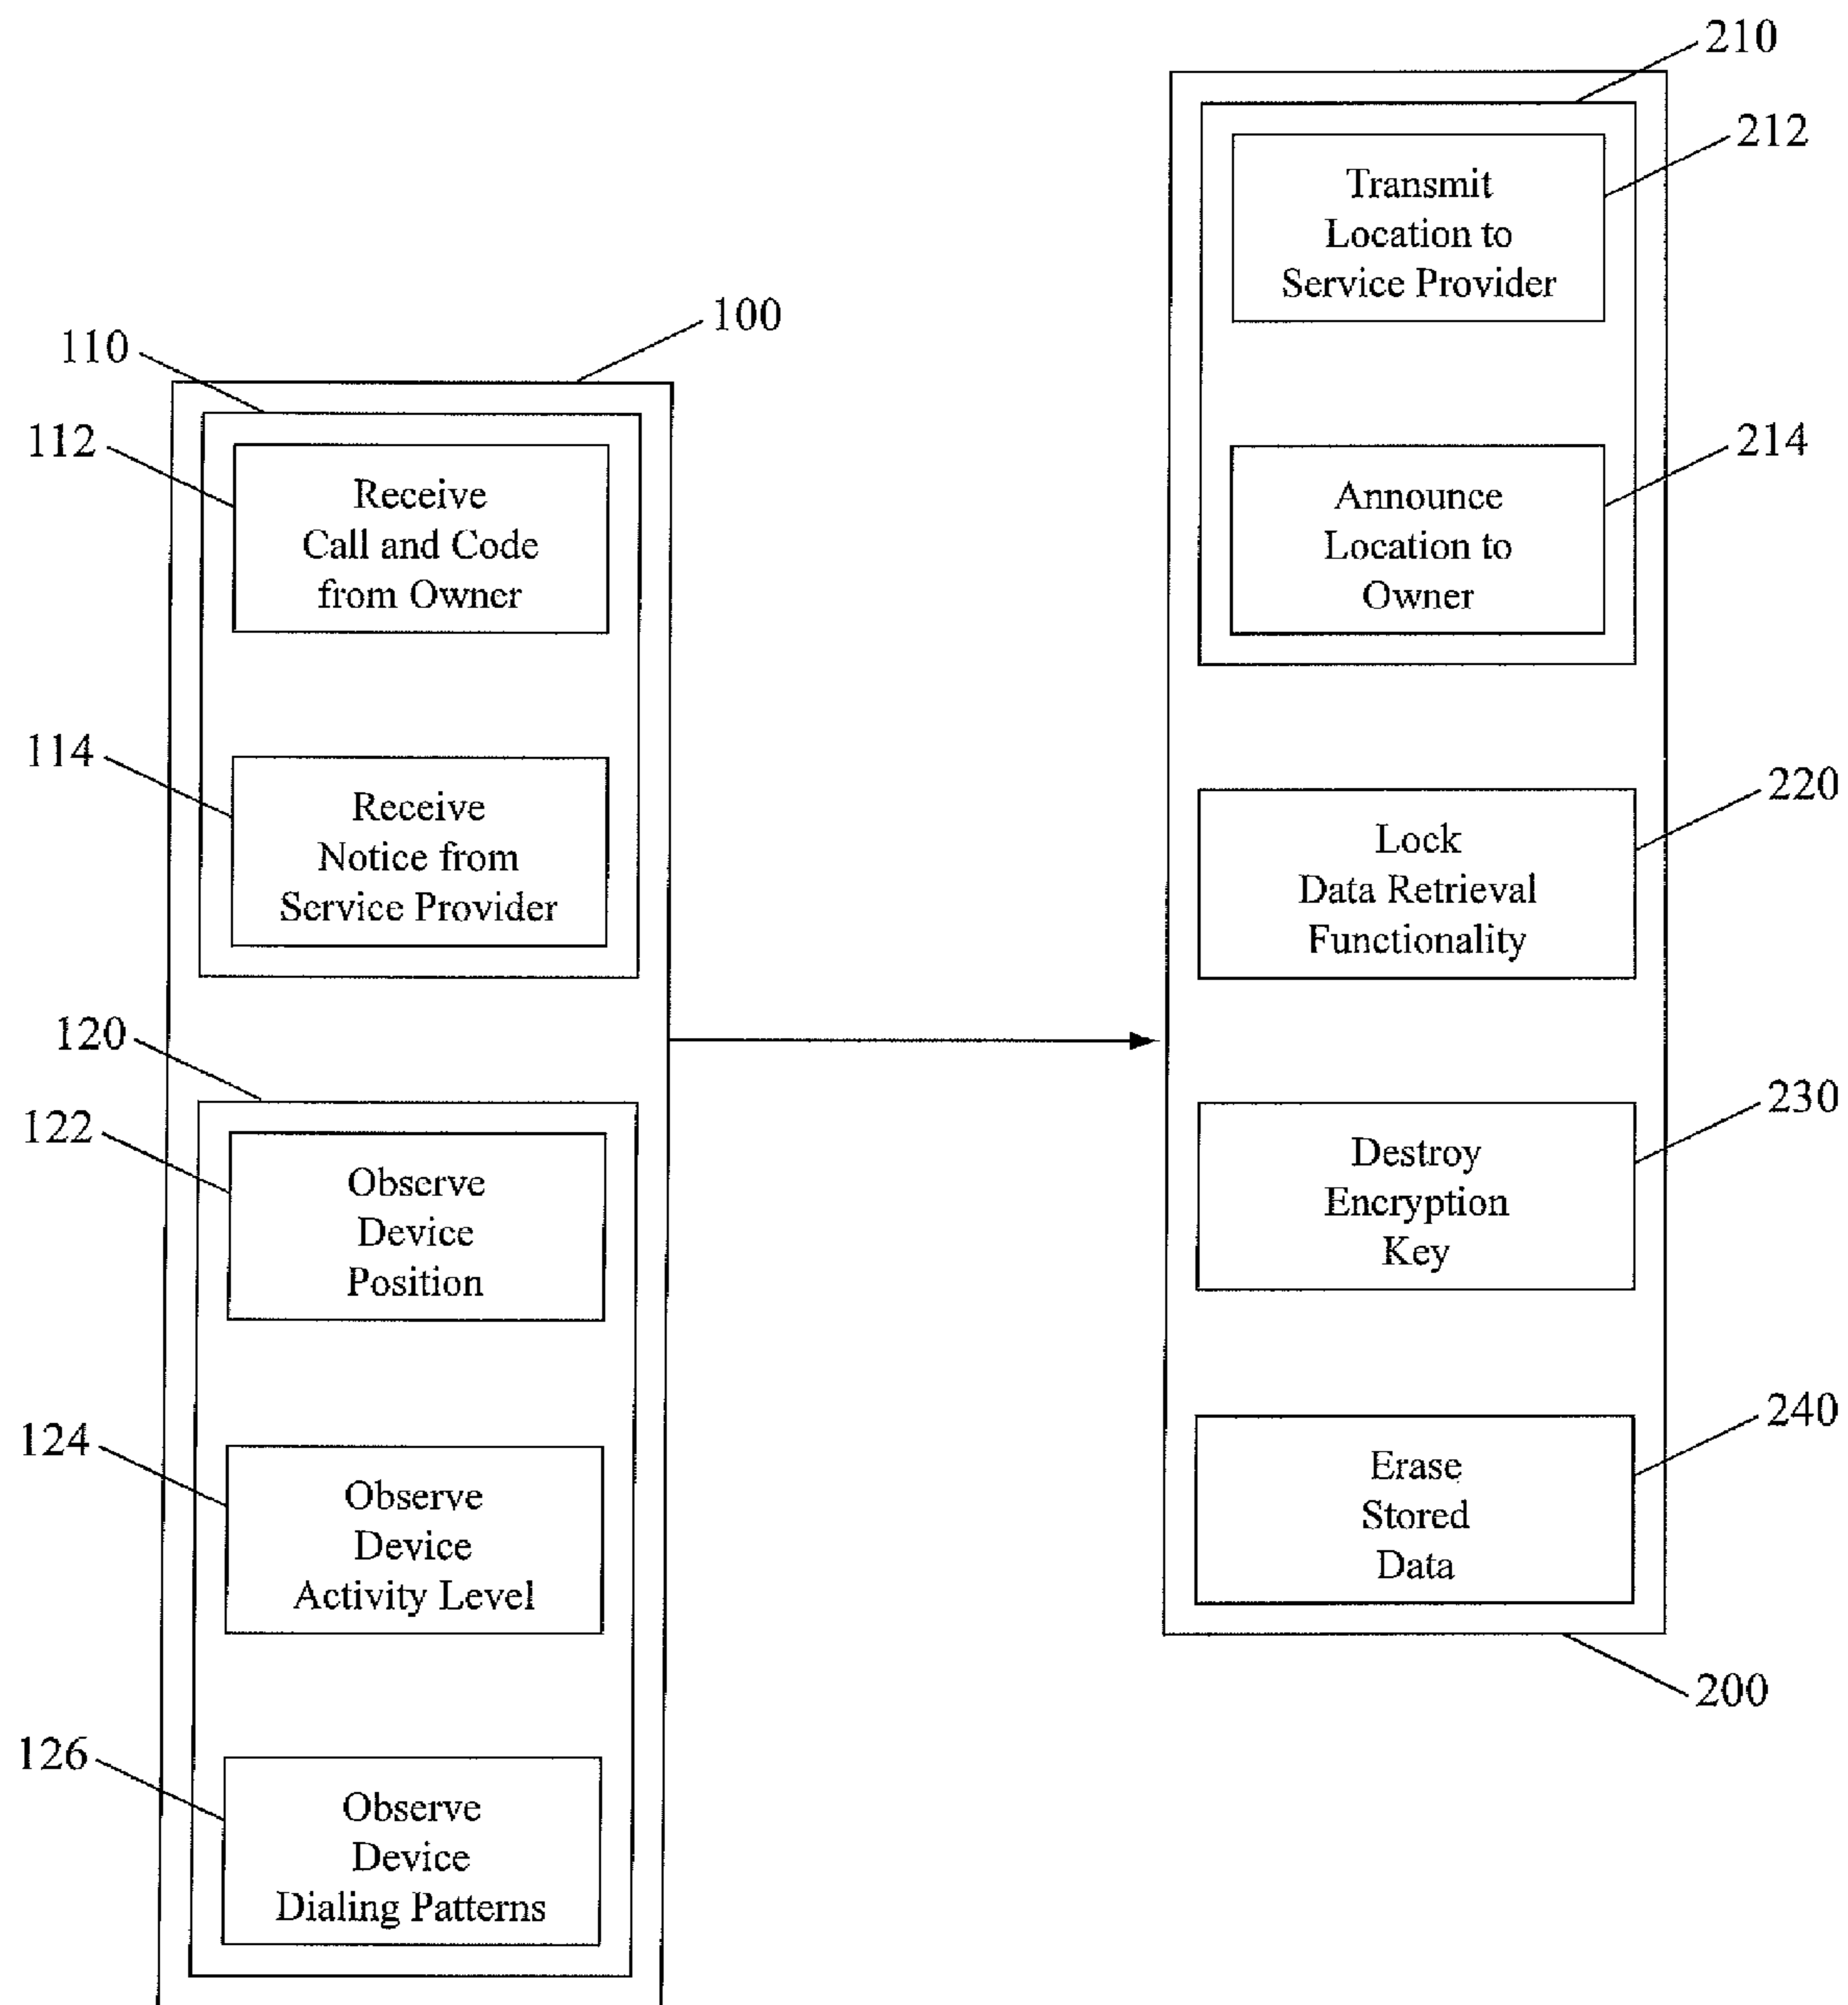 100
110
112
Receive
Call and Code
from Owner
114
Receive
Notice from
Service Provider
120
122
Observe
Device
Position
124
Observe
Device
Activity Level
126
Observe
Device
Dialing Patterns
210
212
Transmit
Location to
Service Provider
214
Announce
Location to
Owner
220
Lock
Data Retrieval
Functionality
230
Destroy
Encryption
Key
240
Erase
Stored
Data
200